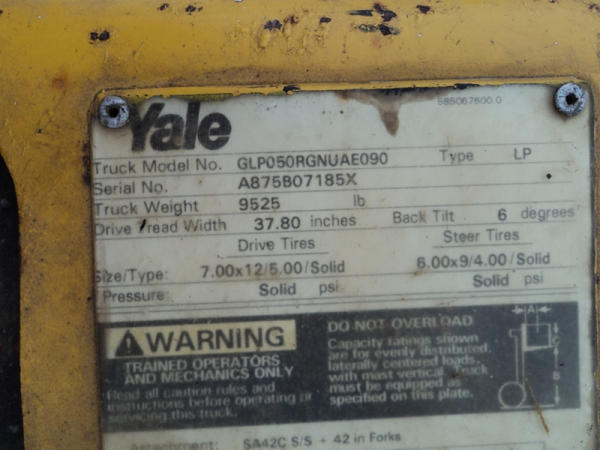 585067600 0
Yale
Truck Model No. GLP050RGNUAE090 Type LP
Serial No. A875B07185X
Truck Weight 9525 lb
Drive Tread Width 37.80 inches Back Tilt 6 degrees
Drive Tires Steer Tires
Size/Type: 7.00x12/5.00/Solid 6.00x9/4.00/Solid
Pressure: Solid psi Solid psi
WARNING
TRAINED OPERATORS
AND MECHANICS ONLY
Read all caution rules and
instructions before operating or
servicing this truck.
DO NOT OVERLOAD
Capacity ratings shown
are for evenly distributed,
laterally centered loads,
with mast vertical. Truck
must be equipped as
specified on this plate.
A
C
B
Attachment: SA42C S/S + 42 in Forks